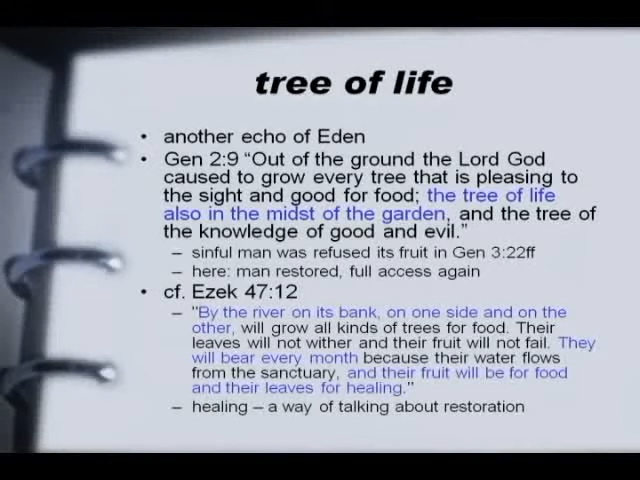 tree of life
• another echo of Eden
• Gen 2:9 “Out of the ground the Lord God
caused to grow every tree that is pleasing to
the sight and good for food; the tree of life
also in the midst of the garden, and the tree of
the knowledge of good and evil.”
– sinful man was refused its fruit in Gen 3:22ff
– here: man restored, full access again
• cf. Ezek 47:12
– "By the river on its bank, on one side and on the
other, will grow all kinds of trees for food. Their
leaves will not wither and their fruit will not fail. They
will bear every month because their water flows
from the sanctuary, and their fruit will be for food
and their leaves for healing."
– healing – a way of talking about restoration